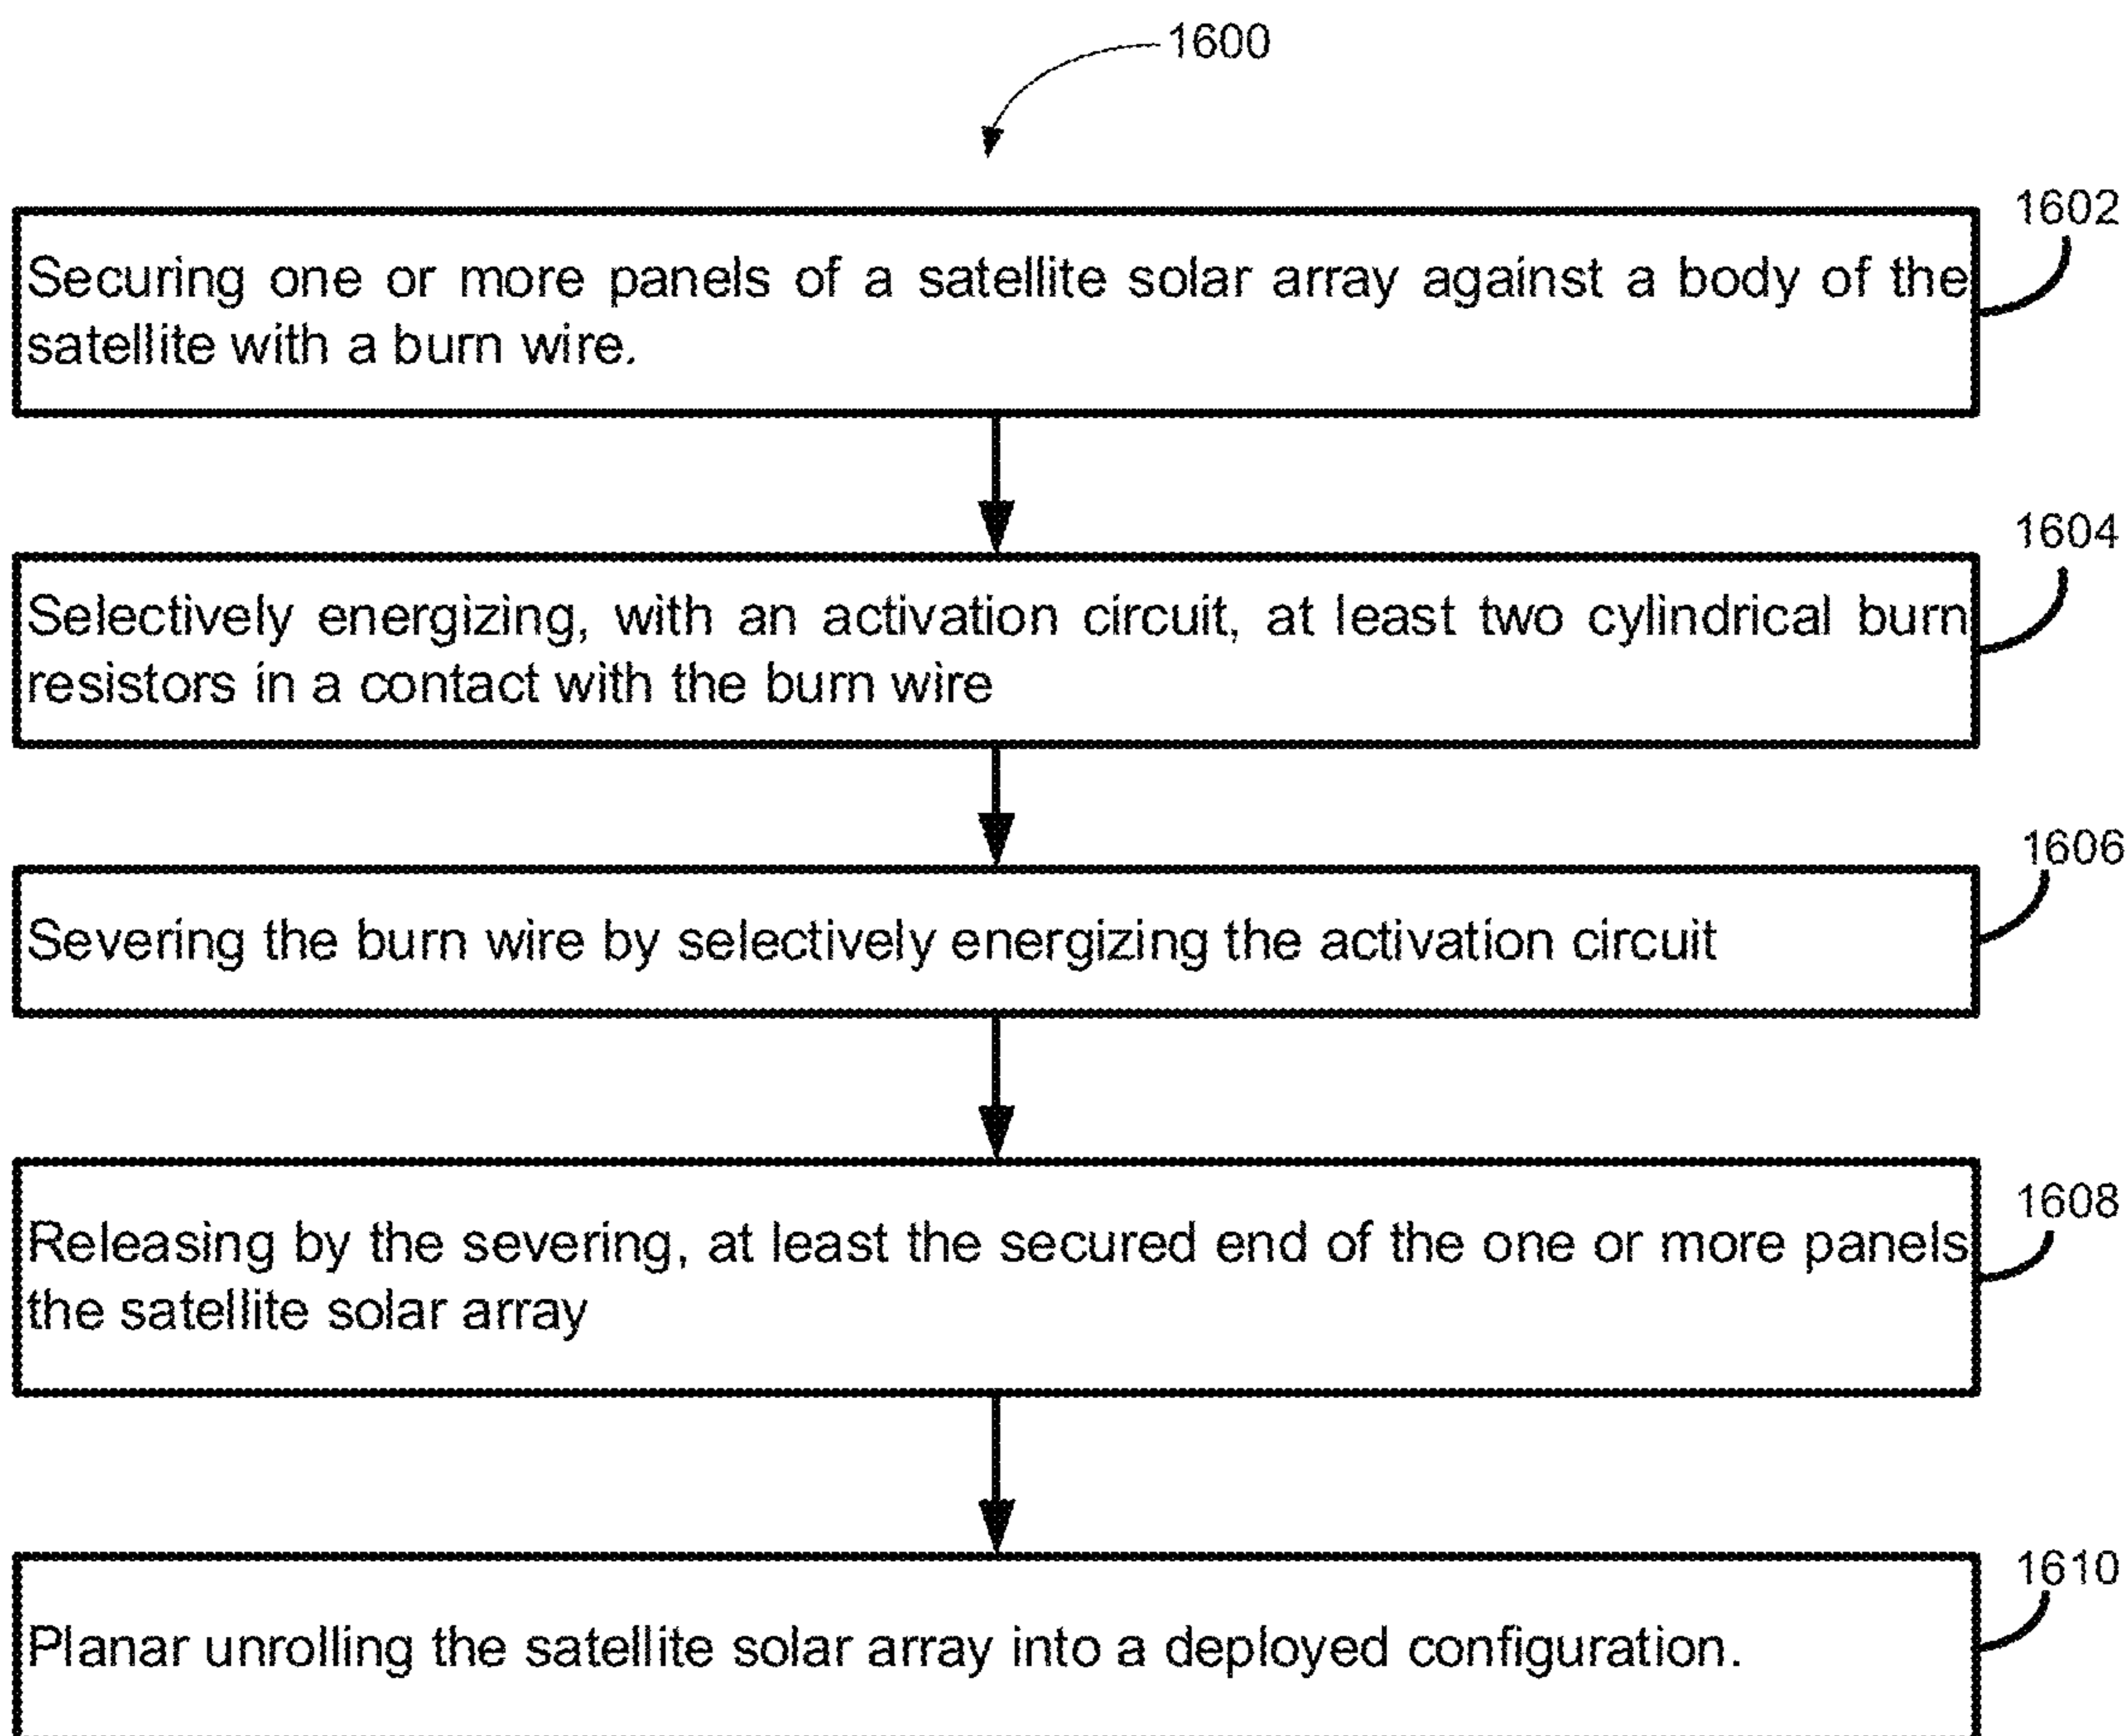 1600
1602
Securing one or more panels of a satellite solar array against a body of the
satellite with a burn wire.
1604
Selectively energizing, with an activation circuit, at least two cylindrical burn
resistors in a contact with the burn wire
1606
Severing the burn wire by selectively energizing the activation circuit
1608
Releasing by the severing, at least the secured end of the one or more panels
the satellite solar array
1610
Planar unrolling the satellite solar array into a deployed configuration.